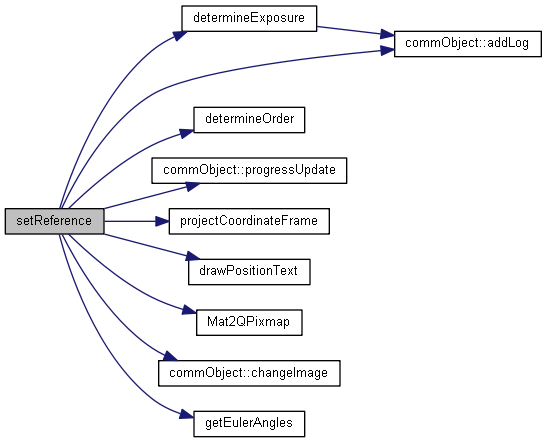 determineExposure
commObject::addLog
determineOrder
commObject::progressUpdate
setReference
projectCoordinateFrame
drawPositionText
Mat2QPixmap
commObject::changeImage
getEulerAngles